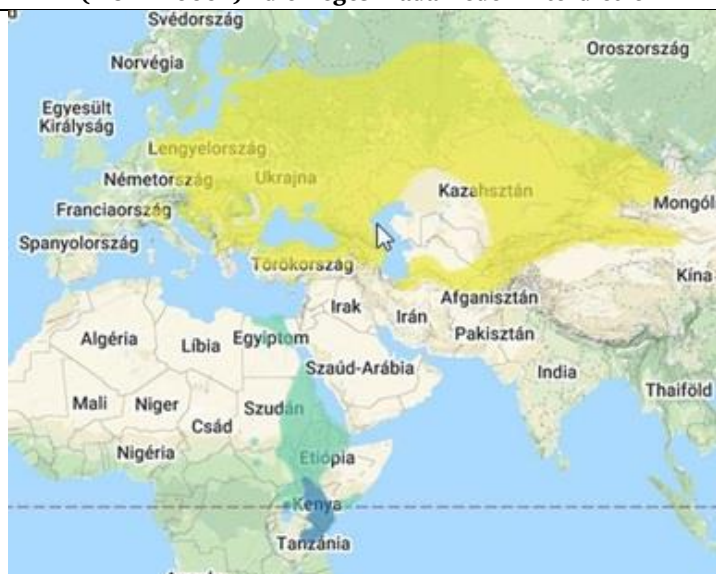 Svédország
Oroszország
Norvégia
Egyesült
Királyság
Lengyelország
Németország
Ukrajna
Kazahsztán
Mongól
Franciaország
Spanyolország
Törökország
Kína
Afganisztán
Irak
Irán
Algéria
Líbia
Egyiptom
Pakisztán
Szaúd-Arábia
India
Thaiföld
Mali
Niger
Szudán
Csád
Nigéria
Etiópia
Kenya
Tanzánia